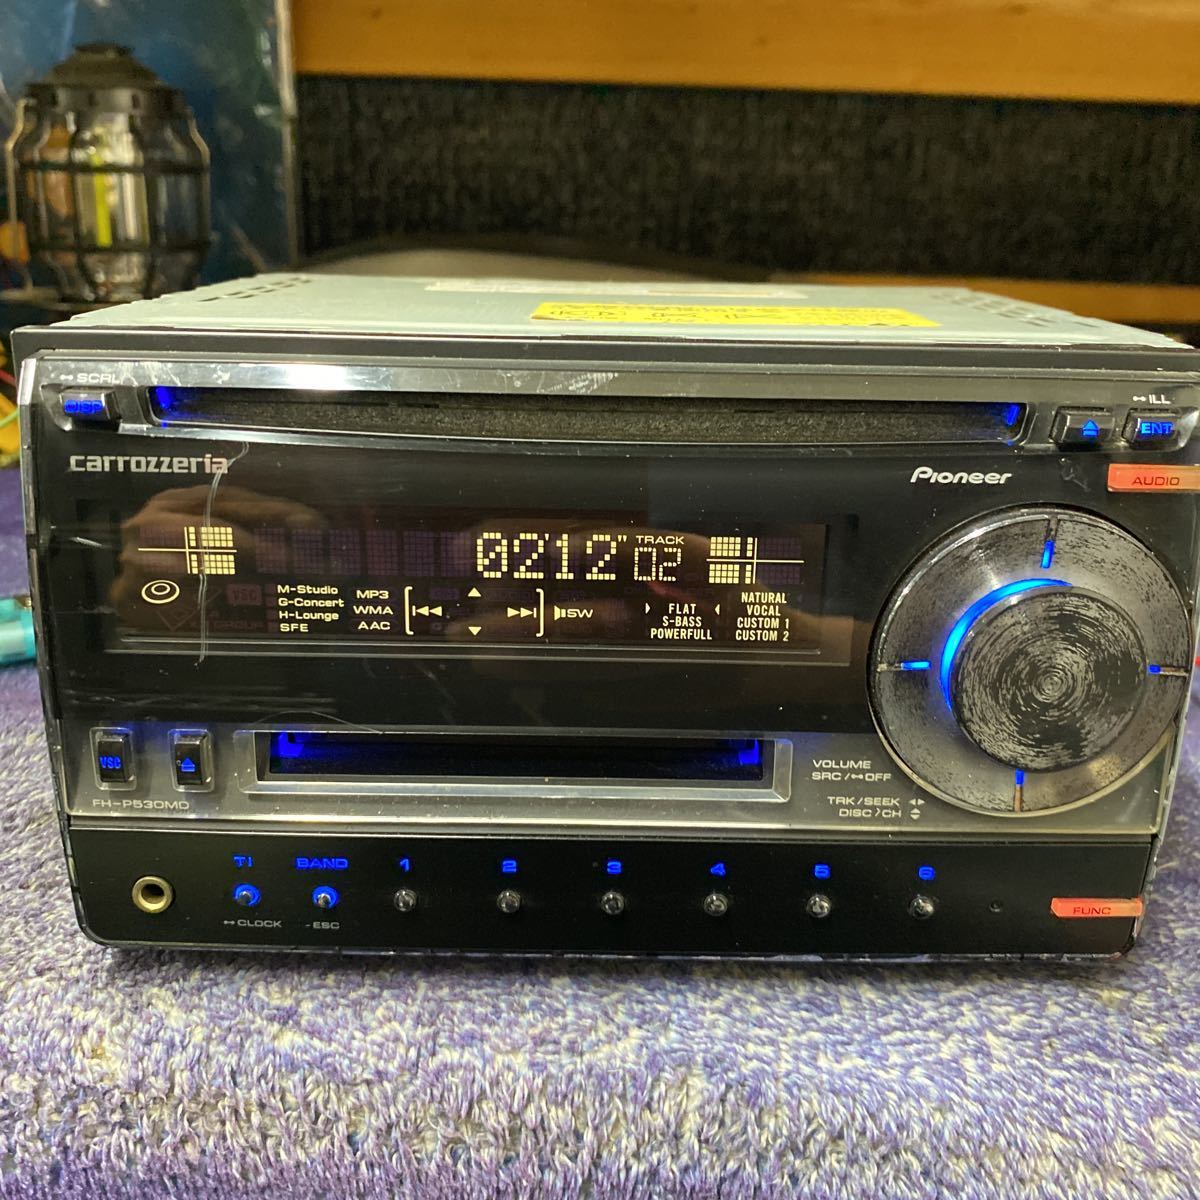 SCRL
DISP
ILL
ENT
carrozzeria
Pioneer
AUDIO
02'12"
TRACK
02
M-Studio
G-Concert
H-Lounge
SFE
MP3
WMA
AAC
SW
FLAT
S-BASS
POWERFULL
NATURAL
VOCAL
CUSTOM 1
CUSTOM 2
VSC
FH-P530MD
VOLUME
SRC/OFF
TRK/SEEK
DISC>CH
TI
BAND
1
2
3
4
5
6
CLOCK
-ESC
FUNC